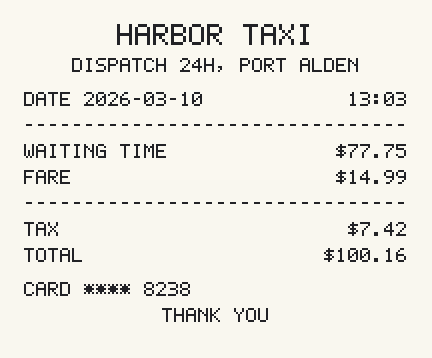 HARBOR TAXI
DISPATCH 24H, PORT ALDEN
DATE 2026-03-10 13:03
--------------------------------
WAITING TIME $77.75
FARE $14.99
--------------------------------
TAX $7.42
TOTAL $100.16
CARD **** 8238
THANK YOU